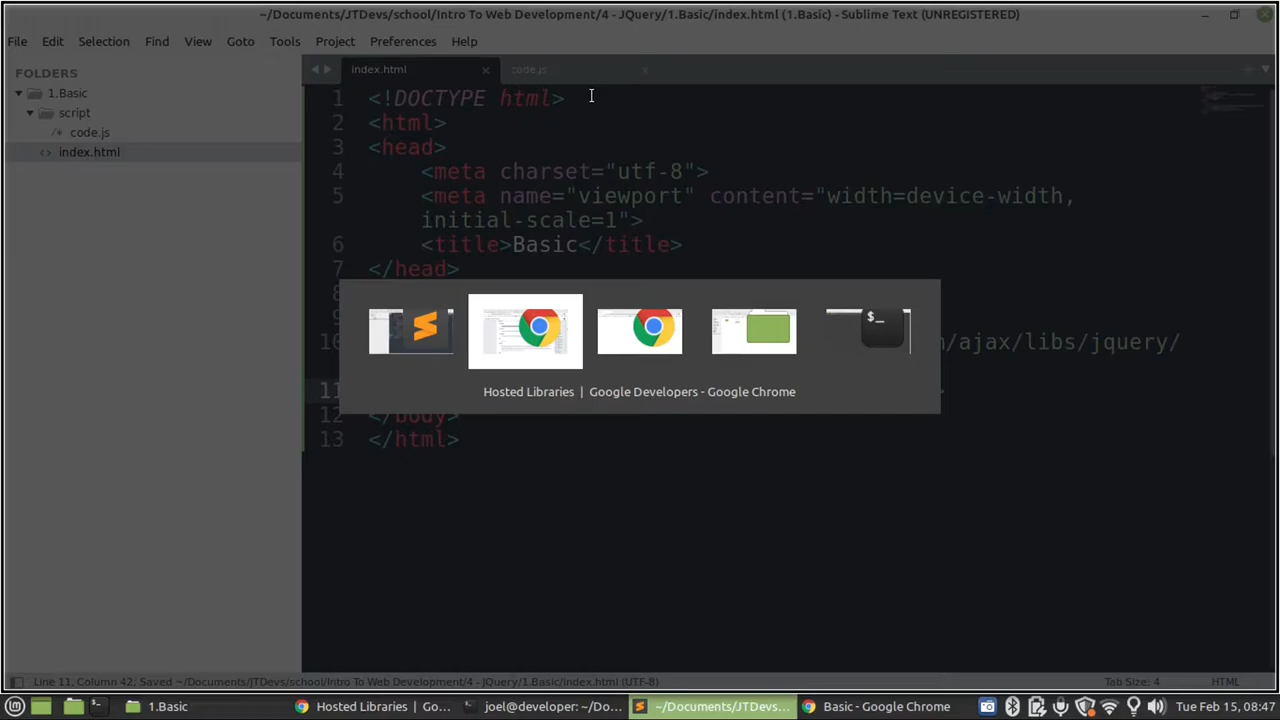 ~/Documents/JTDevs/school/Intro To Web Development/4 - JQuery/1.Basic/index.html (1.Basic) - Sublime Text (UNREGISTERED)
File Edit Selection Find View Goto Tools Project Preferences Help
FOLDERS
1.Basic
script
code.js
index.html
index.html
code.js
1 <!DOCTYPE html>
2 <html>
3 <head>
4 <meta charset="utf-8">
5 <meta name="viewport" content="width=device-width,
initial-scale=1">
6 <title>Basic</title>
7 </head>
10 /ajax/libs/jquery/
11
12 </body>
13 </html>
$_
Hosted Libraries | Google Developers - Google Chrome
Line 11, Column 42; Saved ~/Documents/JTDevs/school/Intro To Web Development/4 - JQuery/1.Basic/index.html (UTF-8)
Tab Size: 4
HTML
1.Basic
Hosted Libraries | Go...
joel@developer: ~/Do...
~/Documents/JTDevs...
Basic - Google Chrome
Tue Feb 15, 08:47